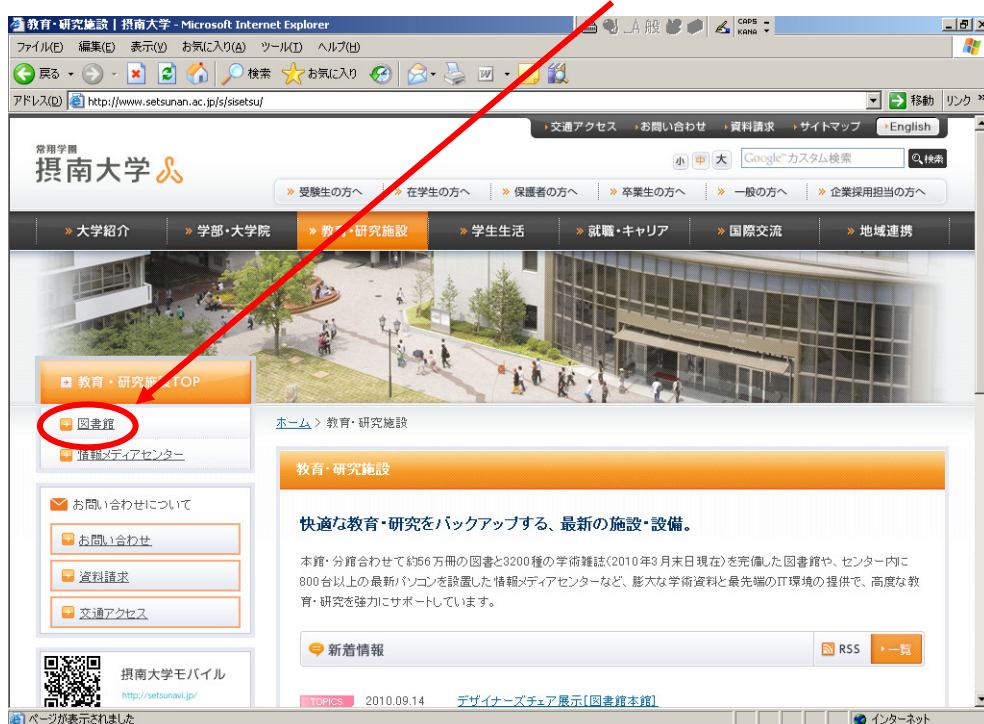 教育・研究施設 | 摂南大学 - Microsoft Internet Explorer
A 般 CAPS KANA
ファイル(F) 編集(E) 表示(V) お気に入り(A) ツール(T) ヘルプ(H)
戻る 検索 お気に入り
アドレス(D) http://www.setsunan.ac.jp/s/sisetsu/ 移動 リンク »
交通アクセス お問い合わせ 資料請求 サイトマップ English
常翔学園
摂南大学
小 中 大 Google™ カスタム検索 検索
» 受験生の方へ » 在学生の方へ » 保護者の方へ » 卒業生の方へ » 一般の方へ » 企業採用担当の方へ
» 大学紹介 » 学部・大学院 » 教育・研究施設 » 学生生活 » 就職・キャリア » 国際交流 » 地域連携
教育・研究施設TOP
図書館
情報メディアセンター
お問い合わせについて
お問い合わせ
資料請求
交通アクセス
摂南大学モバイル
http://setsunavi.jp/
ホーム > 教育・研究施設
教育・研究施設
快適な教育・研究をバックアップする、最新の施設・設備。
本館・分館合わせて約56万冊の図書と3200種の学術雑誌(2010年3月末日現在)を完備した図書館や、センター内に
800台以上の最新パソコンを設置した情報メディアセンターなど、膨大な学術資料と最先端のIT環境の提供で、高度な教
育・研究を強力にサポートしています。
新着情報 RSS 一覧
TOPICS 2010.09.14 デザイナーズチェア展示[図書館本館]
ページが表示されました インターネット